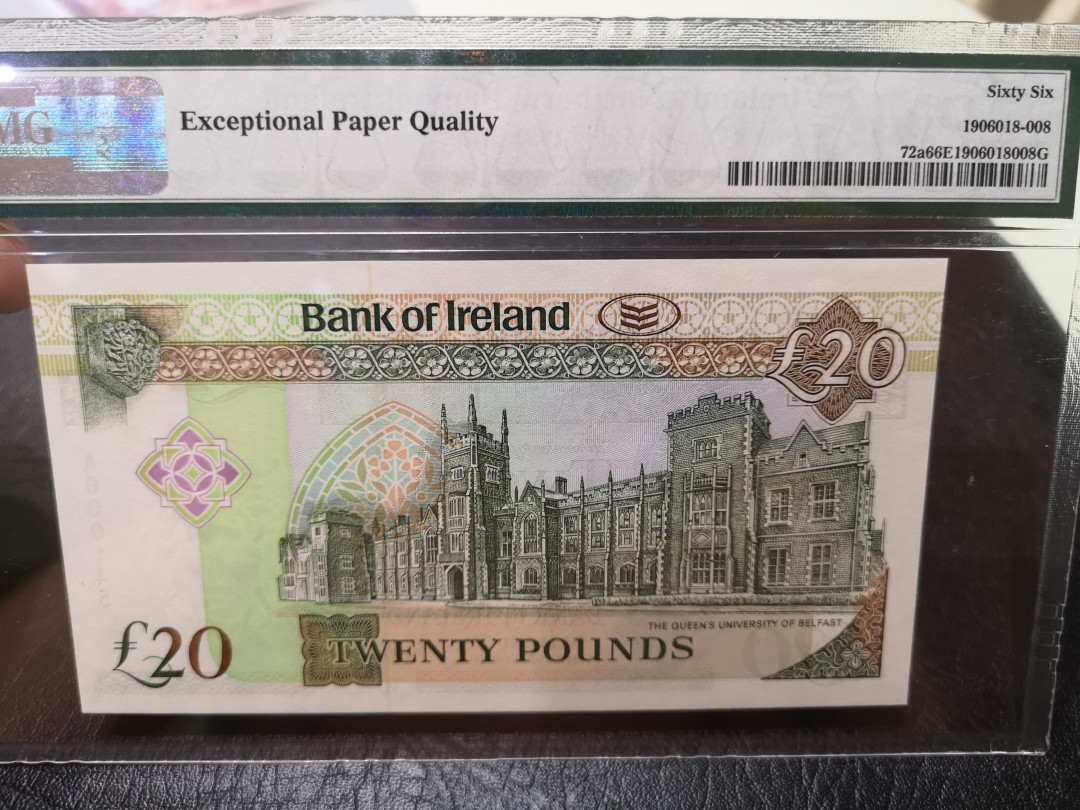 Sixty Six
MG
Exceptional Paper Quality
1906018-008
72a66E1906018008G
Bank of Ireland
£20
£20
TWENTY POUNDS
THE QUEEN'S UNIVERSITY OF BELFAST